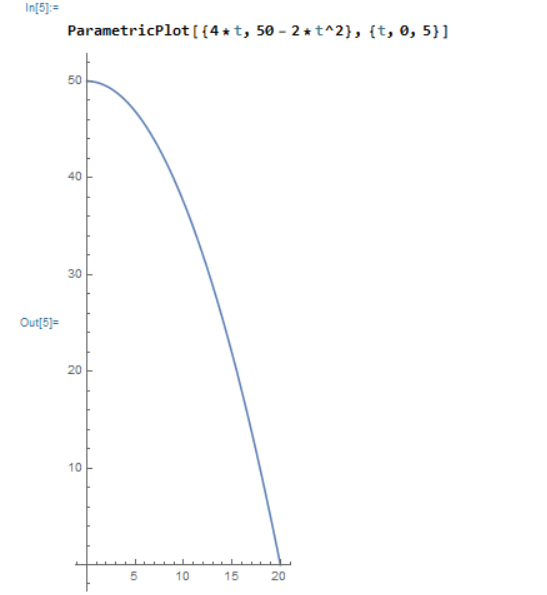 In[5]:=
ParametricPlot[{4*t, 50 - 2*t^2}, {t, 0, 5}]
50
40
30
Out[5]=
20
10
5 10 15 20